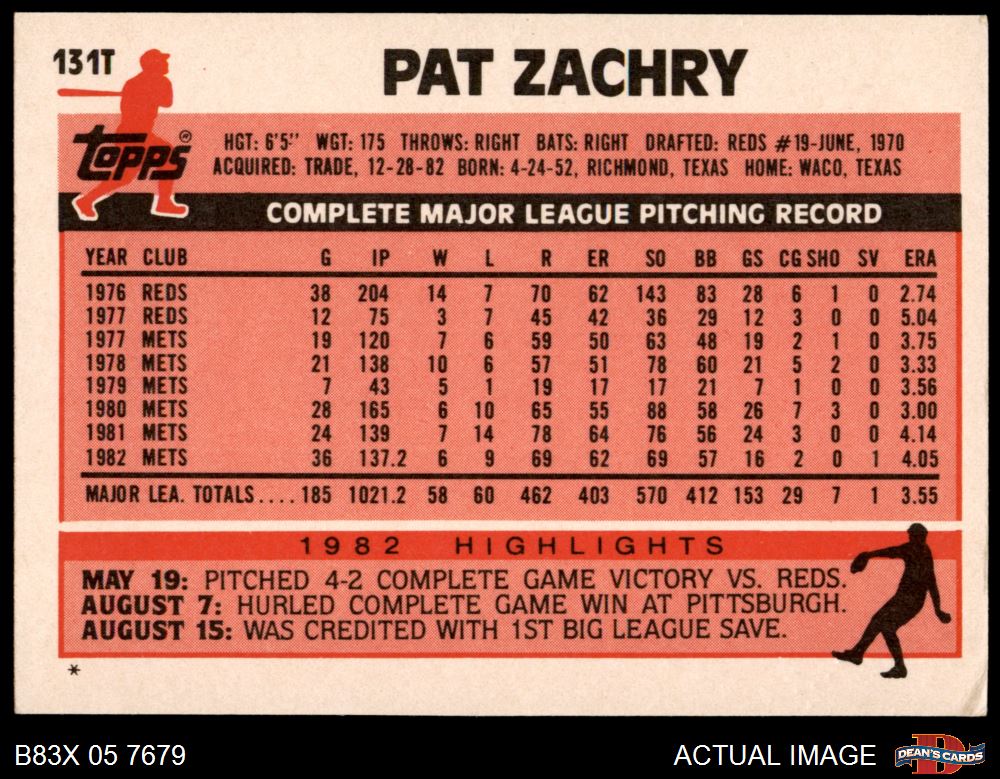 131T
PAT ZACHRY
Topps®
HGT: 6'5" WGT: 175 THROWS: RIGHT BATS: RIGHT DRAFTED: REDS #19-JUNE, 1970
ACQUIRED: TRADE, 12-28-82 BORN: 4-24-52, RICHMOND, TEXAS HOME: WACO, TEXAS
COMPLETE MAJOR LEAGUE PITCHING RECORD
YEAR CLUB G IP W L R ER SO BB GS CG SHO SV ERA
1976 REDS 38 204 14 7 70 62 143 83 28 6 1 0 2.74
1977 REDS 12 75 3 7 45 42 36 29 12 3 0 0 5.04
1977 METS 19 120 7 6 59 50 63 48 19 2 1 0 3.75
1978 METS 21 138 10 6 57 51 78 60 21 5 2 0 3.33
1979 METS 7 43 5 1 19 17 17 21 7 1 0 0 3.56
1980 METS 28 165 6 10 65 55 88 58 26 7 3 0 3.00
1981 METS 24 139 7 14 78 64 76 56 24 3 0 0 4.14
1982 METS 36 137.2 6 9 69 62 69 57 16 2 0 1 4.05
MAJOR LEA. TOTALS.... 185 1021.2 58 60 462 403 570 412 153 29 7 1 3.55
1982 HIGHLIGHTS
MAY 19: PITCHED 4-2 COMPLETE GAME VICTORY VS. REDS.
AUGUST 7: HURLED COMPLETE GAME WIN AT PITTSBURGH.
AUGUST 15: WAS CREDITED WITH 1ST BIG LEAGUE SAVE.
*
B83X 05 7679 ACTUAL IMAGE DEAN'S CARDS